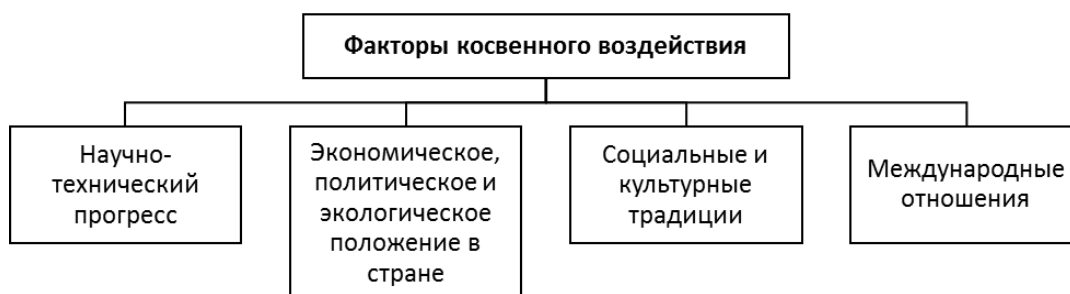 Факторы косвенного воздействия
Научно-
технический
прогресс
Экономическое,
политическое и
экологическое
положение в
стране
Социальные и
культурные
традиции
Международные
отношения